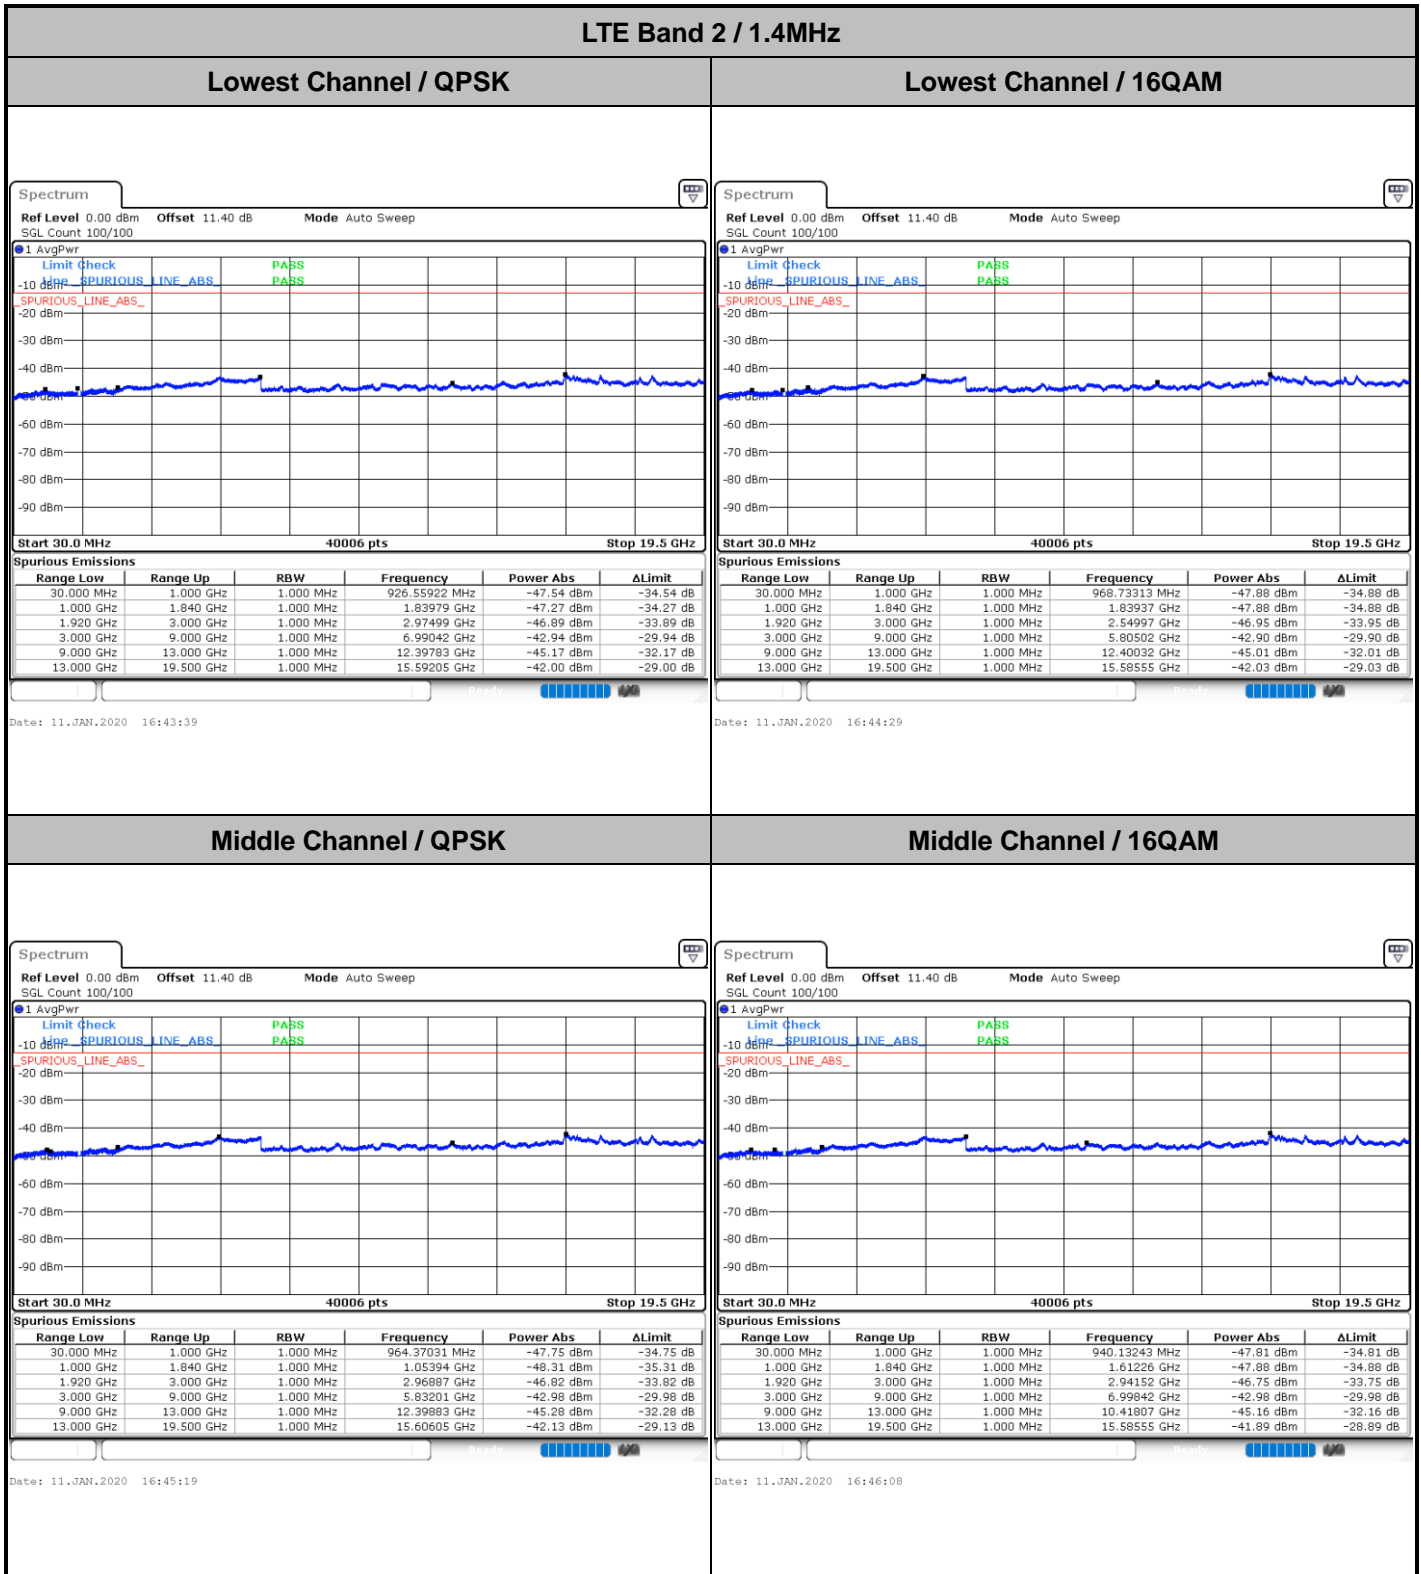 LTE Band 2 / 1.4MHz
Lowest Channel / QPSK
Lowest Channel / 16QAM
Spectrum
Ref Level 0.00 dBm Offset 11.40 dB Mode Auto Sweep
SGL Count 100/100
1 AvgPwr
Limit Check PASS
Line _SPURIOUS_LINE_ABS_ PASS
-10 dBm
_SPURIOUS_LINE_ABS_
-20 dBm
-30 dBm
-40 dBm
-50 dBm
-60 dBm
-70 dBm
-80 dBm
-90 dBm
Start 30.0 MHz 40006 pts Stop 19.5 GHz
Spurious Emissions
Range Low Range Up RBW Frequency Power Abs ΔLimit
30.000 MHz 1.000 GHz 1.000 MHz 926.55922 MHz -47.54 dBm -34.54 dB
1.000 GHz 1.840 GHz 1.000 MHz 1.83979 GHz -47.27 dBm -34.27 dB
1.920 GHz 3.000 GHz 1.000 MHz 2.97499 GHz -46.89 dBm -33.89 dB
3.000 GHz 9.000 GHz 1.000 MHz 6.99042 GHz -42.94 dBm -29.94 dB
9.000 GHz 13.000 GHz 1.000 MHz 12.39783 GHz -45.17 dBm -32.17 dB
13.000 GHz 19.500 GHz 1.000 MHz 15.59205 GHz -42.00 dBm -29.00 dB
Ready
Date: 11.JAN.2020 16:43:39
Spectrum
Ref Level 0.00 dBm Offset 11.40 dB Mode Auto Sweep
SGL Count 100/100
1 AvgPwr
Limit Check PASS
Line _SPURIOUS_LINE_ABS_ PASS
-10 dBm
_SPURIOUS_LINE_ABS_
-20 dBm
-30 dBm
-40 dBm
-50 dBm
-60 dBm
-70 dBm
-80 dBm
-90 dBm
Start 30.0 MHz 40006 pts Stop 19.5 GHz
Spurious Emissions
Range Low Range Up RBW Frequency Power Abs ΔLimit
30.000 MHz 1.000 GHz 1.000 MHz 968.73313 MHz -47.88 dBm -34.88 dB
1.000 GHz 1.840 GHz 1.000 MHz 1.83937 GHz -47.88 dBm -34.88 dB
1.920 GHz 3.000 GHz 1.000 MHz 2.54997 GHz -46.95 dBm -33.95 dB
3.000 GHz 9.000 GHz 1.000 MHz 5.80502 GHz -42.90 dBm -29.90 dB
9.000 GHz 13.000 GHz 1.000 MHz 12.40032 GHz -45.01 dBm -32.01 dB
13.000 GHz 19.500 GHz 1.000 MHz 15.58555 GHz -42.03 dBm -29.03 dB
Ready
Date: 11.JAN.2020 16:44:29
Middle Channel / QPSK
Middle Channel / 16QAM
Spectrum
Ref Level 0.00 dBm Offset 11.40 dB Mode Auto Sweep
SGL Count 100/100
1 AvgPwr
Limit Check PASS
Line _SPURIOUS_LINE_ABS_ PASS
-10 dBm
_SPURIOUS_LINE_ABS_
-20 dBm
-30 dBm
-40 dBm
-50 dBm
-60 dBm
-70 dBm
-80 dBm
-90 dBm
Start 30.0 MHz 40006 pts Stop 19.5 GHz
Spurious Emissions
Range Low Range Up RBW Frequency Power Abs ΔLimit
30.000 MHz 1.000 GHz 1.000 MHz 964.37031 MHz -47.75 dBm -34.75 dB
1.000 GHz 1.840 GHz 1.000 MHz 1.05394 GHz -48.31 dBm -35.31 dB
1.920 GHz 3.000 GHz 1.000 MHz 2.96887 GHz -46.82 dBm -33.82 dB
3.000 GHz 9.000 GHz 1.000 MHz 5.83201 GHz -42.98 dBm -29.98 dB
9.000 GHz 13.000 GHz 1.000 MHz 12.39883 GHz -45.28 dBm -32.28 dB
13.000 GHz 19.500 GHz 1.000 MHz 15.60605 GHz -42.13 dBm -29.13 dB
Ready
Date: 11.JAN.2020 16:45:19
Spectrum
Ref Level 0.00 dBm Offset 11.40 dB Mode Auto Sweep
SGL Count 100/100
1 AvgPwr
Limit Check PASS
Line _SPURIOUS_LINE_ABS_ PASS
-10 dBm
_SPURIOUS_LINE_ABS_
-20 dBm
-30 dBm
-40 dBm
-50 dBm
-60 dBm
-70 dBm
-80 dBm
-90 dBm
Start 30.0 MHz 40006 pts Stop 19.5 GHz
Spurious Emissions
Range Low Range Up RBW Frequency Power Abs ΔLimit
30.000 MHz 1.000 GHz 1.000 MHz 940.13243 MHz -47.81 dBm -34.81 dB
1.000 GHz 1.840 GHz 1.000 MHz 1.61226 GHz -47.88 dBm -34.88 dB
1.920 GHz 3.000 GHz 1.000 MHz 2.94152 GHz -46.75 dBm -33.75 dB
3.000 GHz 9.000 GHz 1.000 MHz 6.99842 GHz -42.98 dBm -29.98 dB
9.000 GHz 13.000 GHz 1.000 MHz 10.41807 GHz -45.16 dBm -32.16 dB
13.000 GHz 19.500 GHz 1.000 MHz 15.58555 GHz -41.89 dBm -28.89 dB
Ready
Date: 11.JAN.2020 16:46:08